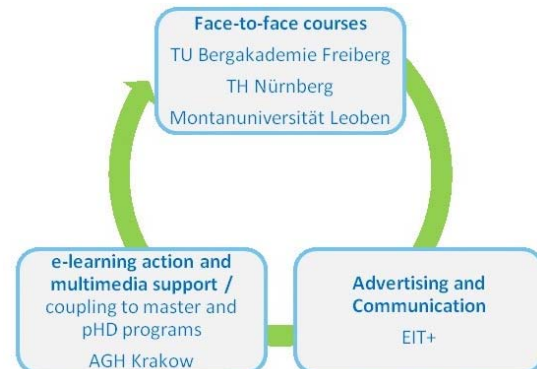 Face-to-face courses
TU Bergakademie Freiberg
TH Nürnberg
Montanuniversität Leoben
e-learning action and
multimedia support /
coupling to master and
pHD programs
AGH Krakow
Advertising and
Communication
EIT+